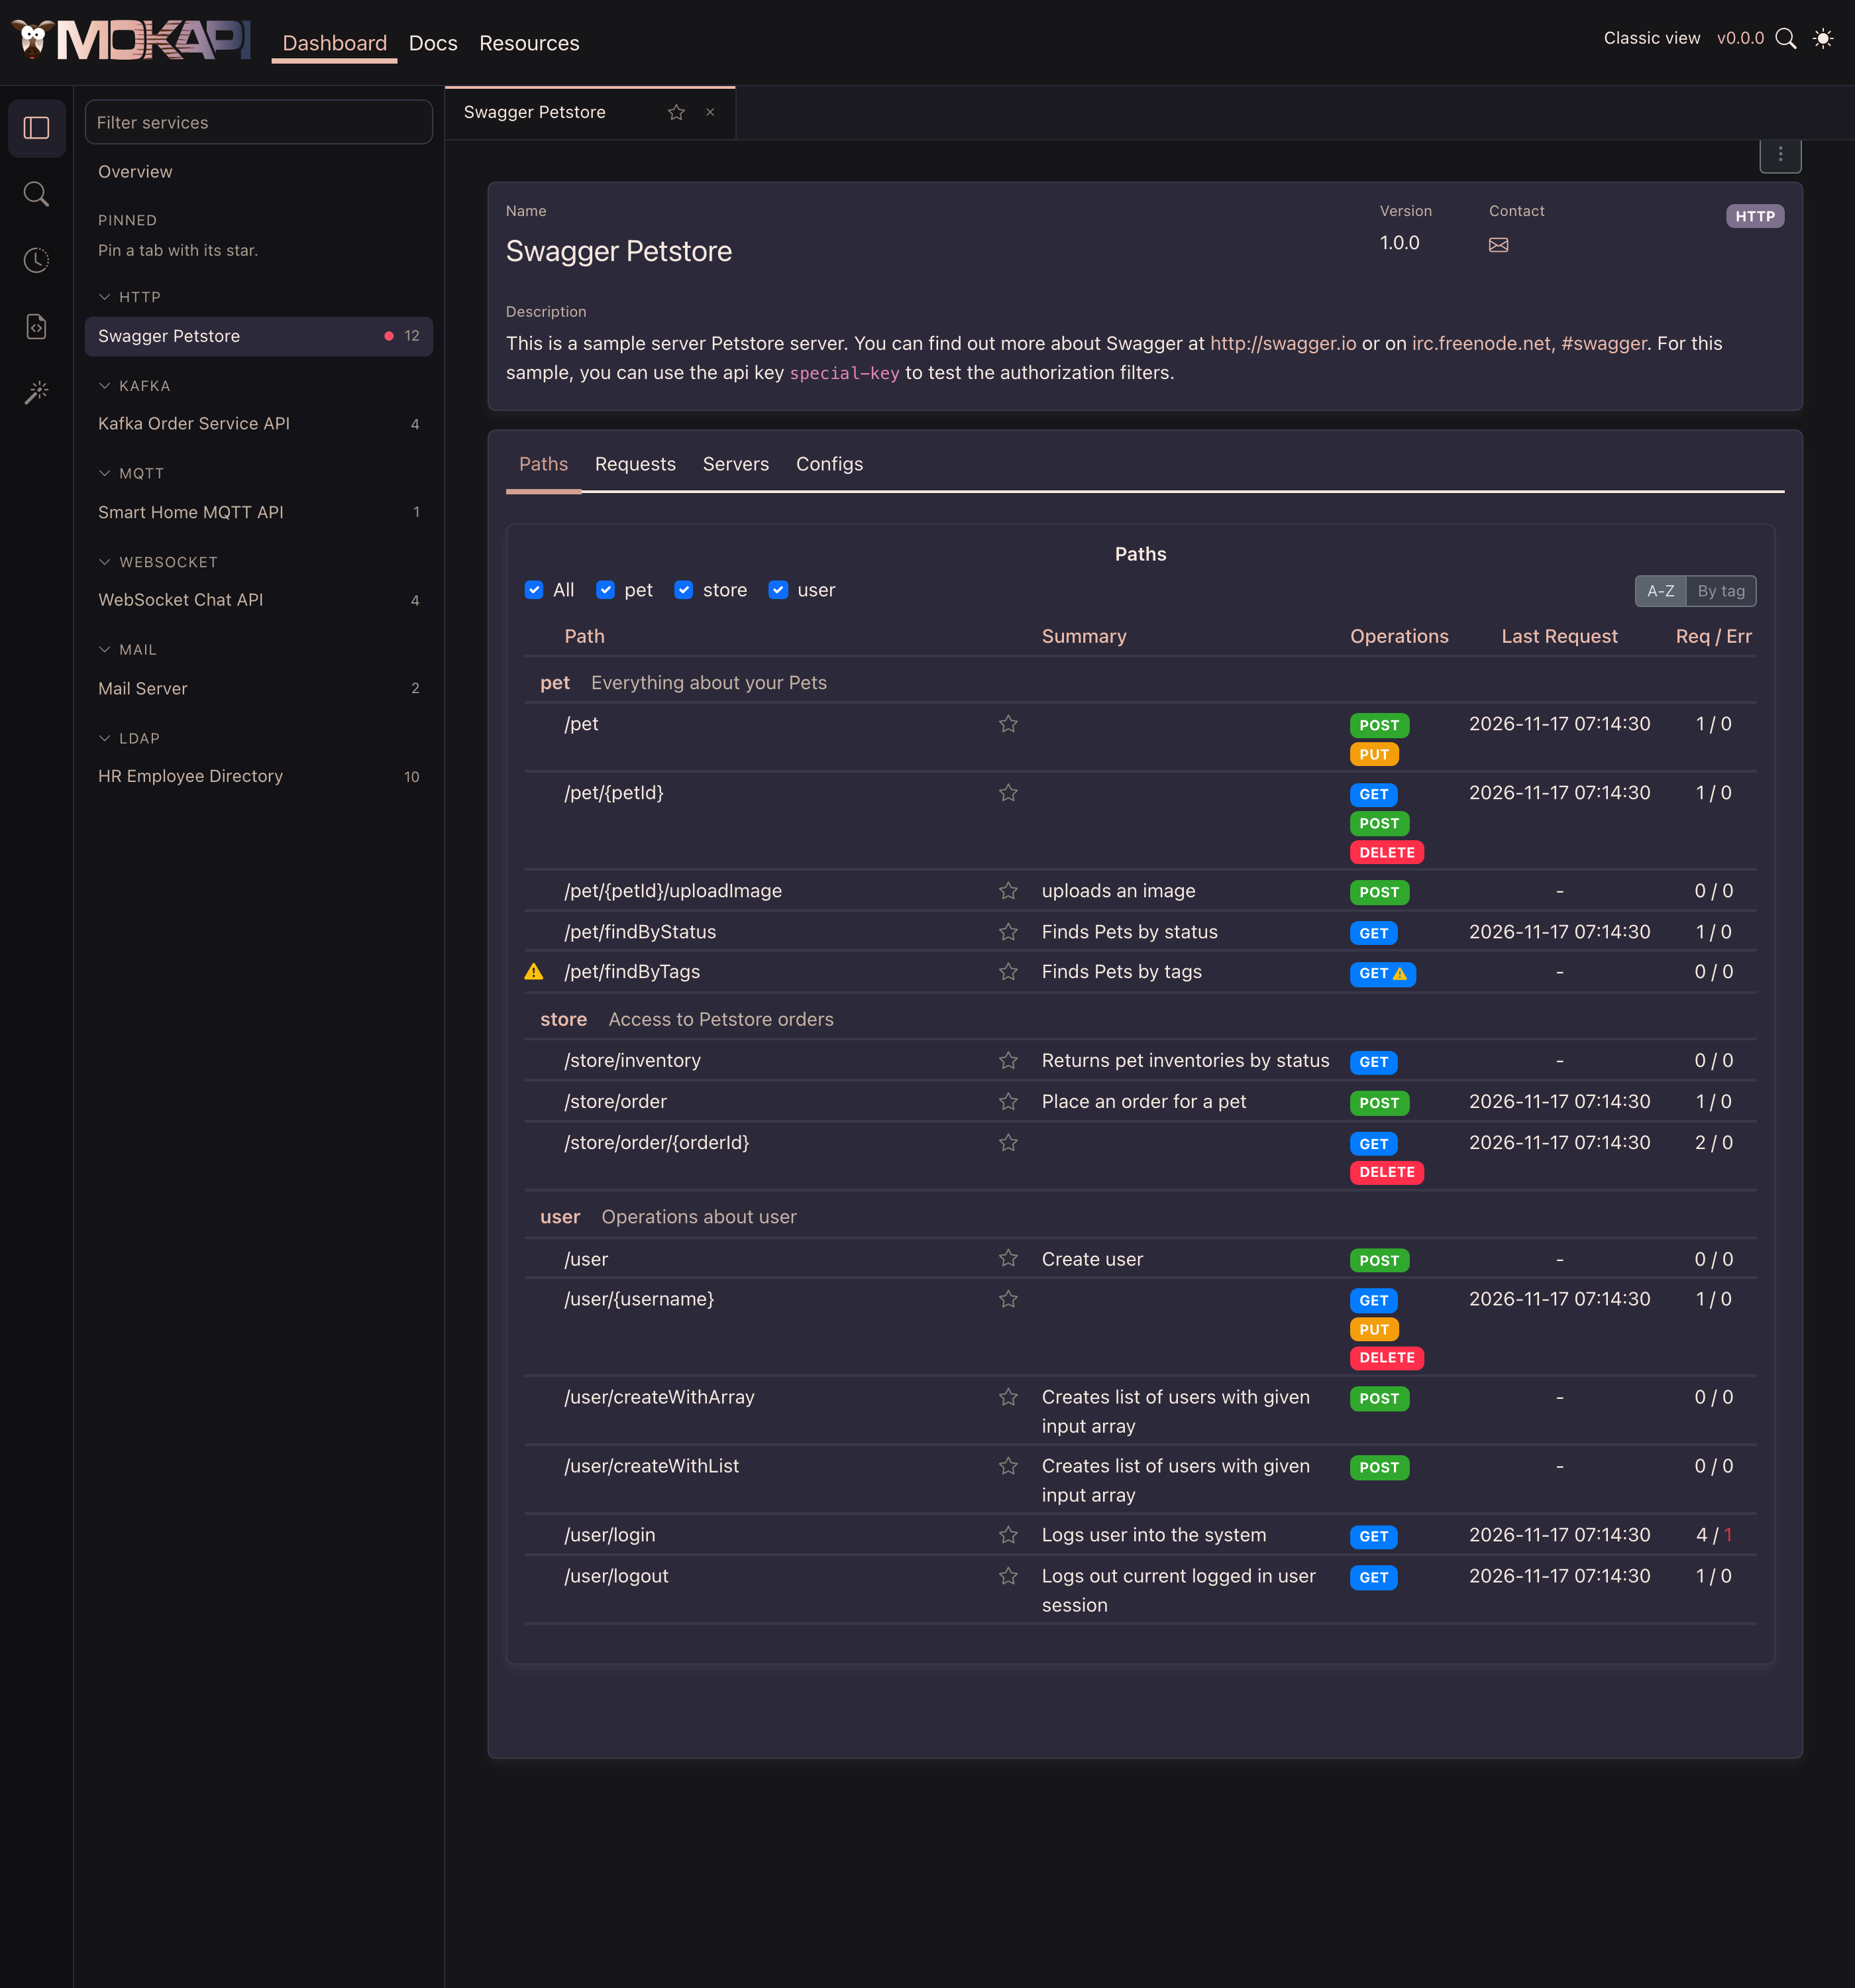 MOKAPI
Dashboard Docs Resources
Classic view v0.0.0
Filter services
Overview
PINNED
Pin a tab with its star.
HTTP
Swagger Petstore 12
KAFKA
Kafka Order Service API 4
MQTT
Smart Home MQTT API 1
WEBSOCKET
WebSocket Chat API 4
MAIL
Mail Server 2
LDAP
HR Employee Directory 10
Swagger Petstore
Name Version Contact HTTP
Swagger Petstore 1.0.0
Description
This is a sample server Petstore server. You can find out more about Swagger at http://swagger.io or on irc.freenode.net, #swagger. For this
sample, you can use the api key special-key to test the authorization filters.
Paths Requests Servers Configs
Paths
All pet store user A-Z By tag
Path Summary Operations Last Request Req / Err
pet Everything about your Pets
/pet POST 2026-11-17 07:14:30 1 / 0
PUT
/pet/{petId} GET 2026-11-17 07:14:30 1 / 0
POST
DELETE
/pet/{petId}/uploadImage uploads an image POST - 0 / 0
/pet/findByStatus Finds Pets by status GET 2026-11-17 07:14:30 1 / 0
/pet/findByTags Finds Pets by tags GET - 0 / 0
store Access to Petstore orders
/store/inventory Returns pet inventories by status GET - 0 / 0
/store/order Place an order for a pet POST 2026-11-17 07:14:30 1 / 0
/store/order/{orderId} GET 2026-11-17 07:14:30 2 / 0
DELETE
user Operations about user
/user Create user POST - 0 / 0
/user/{username} GET 2026-11-17 07:14:30 1 / 0
PUT
DELETE
/user/createWithArray Creates list of users with given POST - 0 / 0
input array
/user/createWithList Creates list of users with given POST - 0 / 0
input array
/user/login Logs user into the system GET 2026-11-17 07:14:30 4 / 1
/user/logout Logs out current logged in user GET 2026-11-17 07:14:30 1 / 0
session